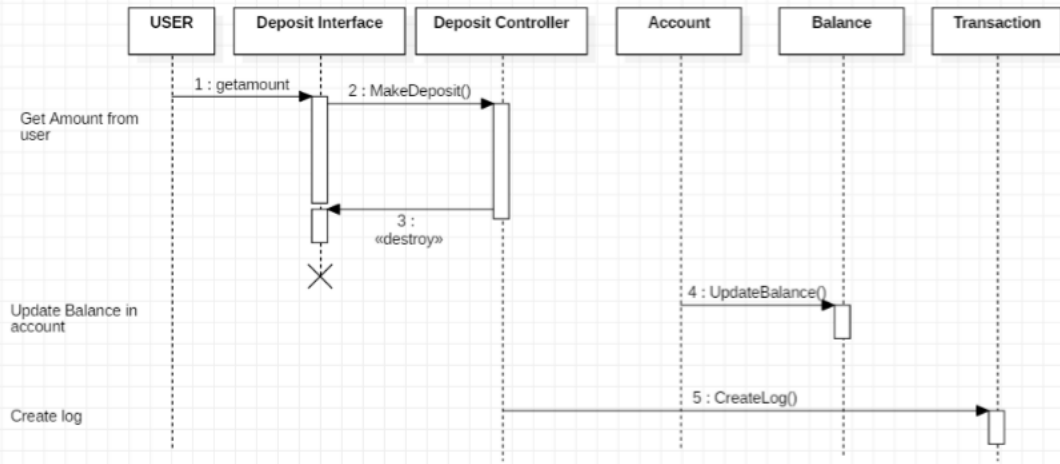 USER
Deposit Interface
Deposit Controller
Account
Balance
Transaction
1 : getamount
2 : MakeDeposit()
Get Amount from
user
3 :
«destroy»
4 : UpdateBalance()
Update Balance in
account
5 : CreateLog()
Create log